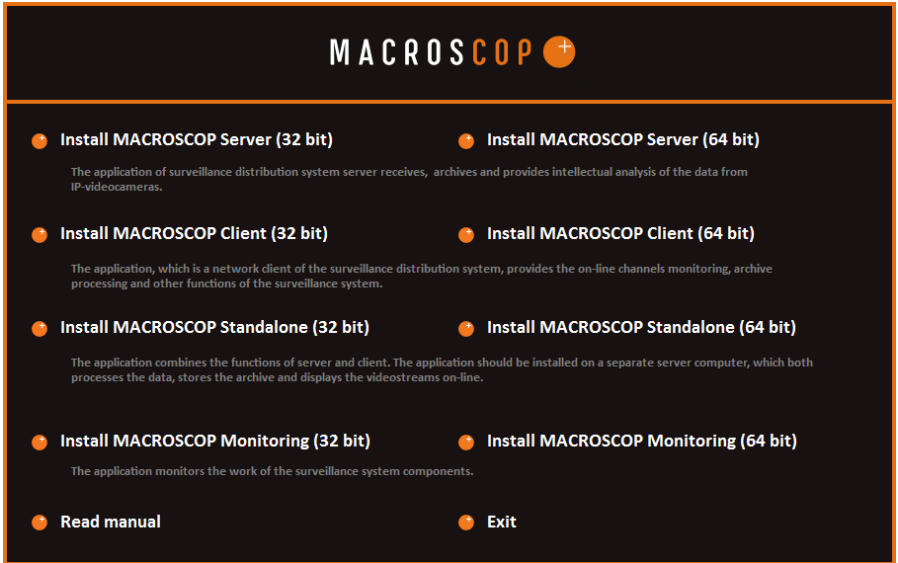 MACROSCOP
Install MACROSCOP Server (32 bit)
Install MACROSCOP Server (64 bit)
The application of surveillance distribution system server receives, archives and provides intellectual analysis of the data from
IP-videocameras.
Install MACROSCOP Client (32 bit)
Install MACROSCOP Client (64 bit)
The application, which is a network client of the surveillance distribution system, provides the on-line channels monitoring, archive
processing and other functions of the surveillance system.
Install MACROSCOP Standalone (32 bit)
Install MACROSCOP Standalone (64 bit)
The application combines the functions of server and client. The application should be installed on a separate server computer, which both
processes the data, stores the archive and displays the videostreams on-line.
Install MACROSCOP Monitoring (32 bit)
Install MACROSCOP Monitoring (64 bit)
The application monitors the work of the surveillance system components.
Read manual
Exit